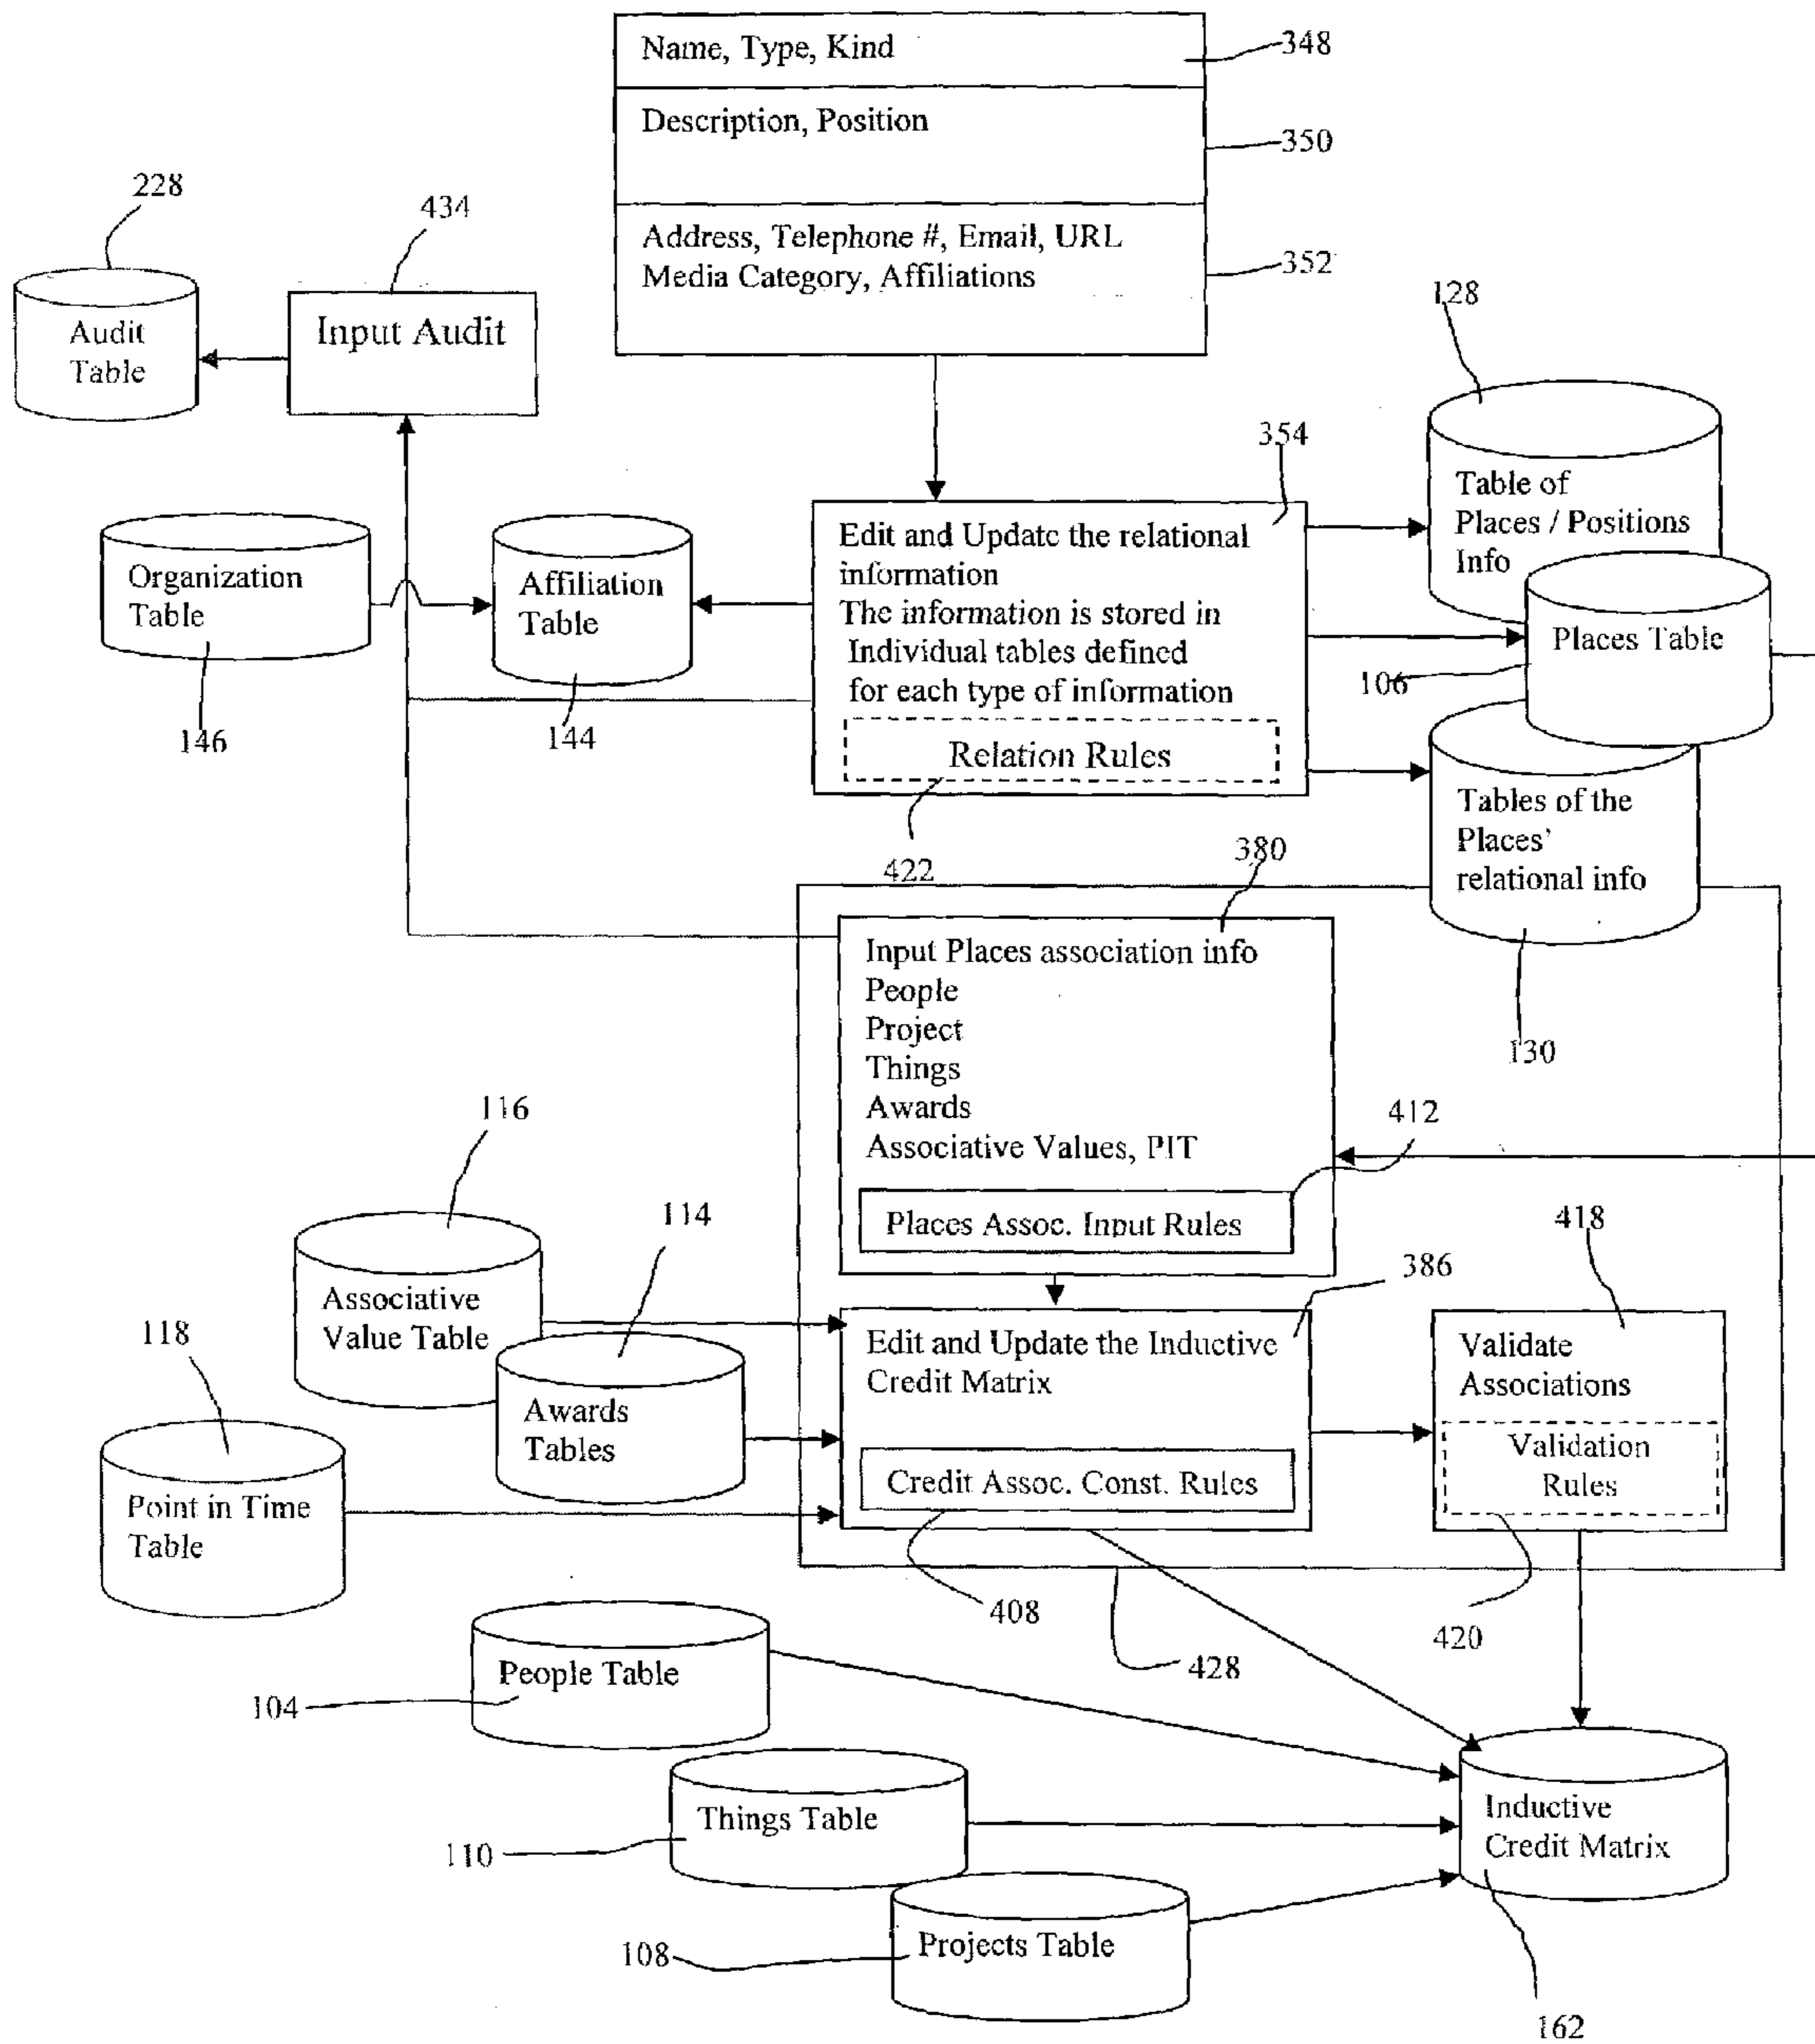 Name, Type, Kind
348
Description, Position
350
Address, Telephone #, Email, URL
Media Category, Affiliations
352
228
434
Audit
Table
Input Audit
128
354
Table of
Places / Positions
Info
Organization
Table
Affiliation
Table
Edit and Update the relational
information
The information is stored in
Individual tables defined
for each type of information
Relation Rules
Places Table
106
146
144
Tables of the
Places'
relational info
422
380
130
Input Places association info
People
Project
Things
Awards
Associative Values, PIT
Places Assoc. Input Rules
412
116
114
118
418
386
Associative
Value Table
Awards
Tables
Point in Time
Table
Edit and Update the Inductive
Credit Matrix
Credit Assoc. Const. Rules
Validate
Associations
Validation
Rules
408
428
420
People Table
104
Things Table
110
Projects Table
108
Inductive
Credit Matrix
162